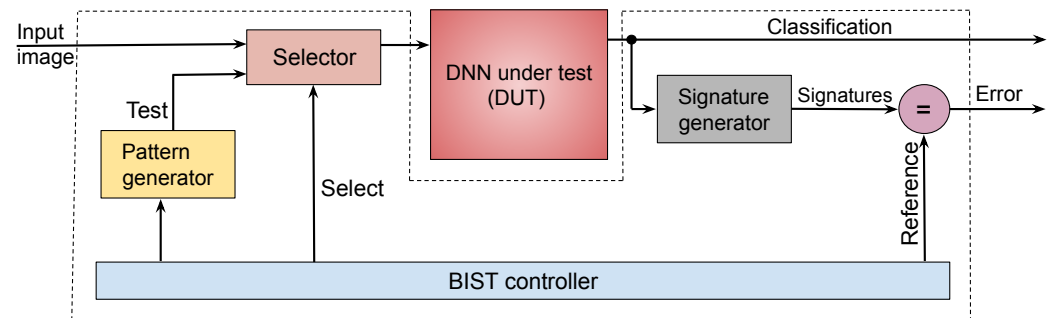 Input
image
Selector
Test
Pattern
generator
Select
DNN under test
(DUT)
Classification
Signature
generator
Signatures
=
Error
Reference
BIST controller